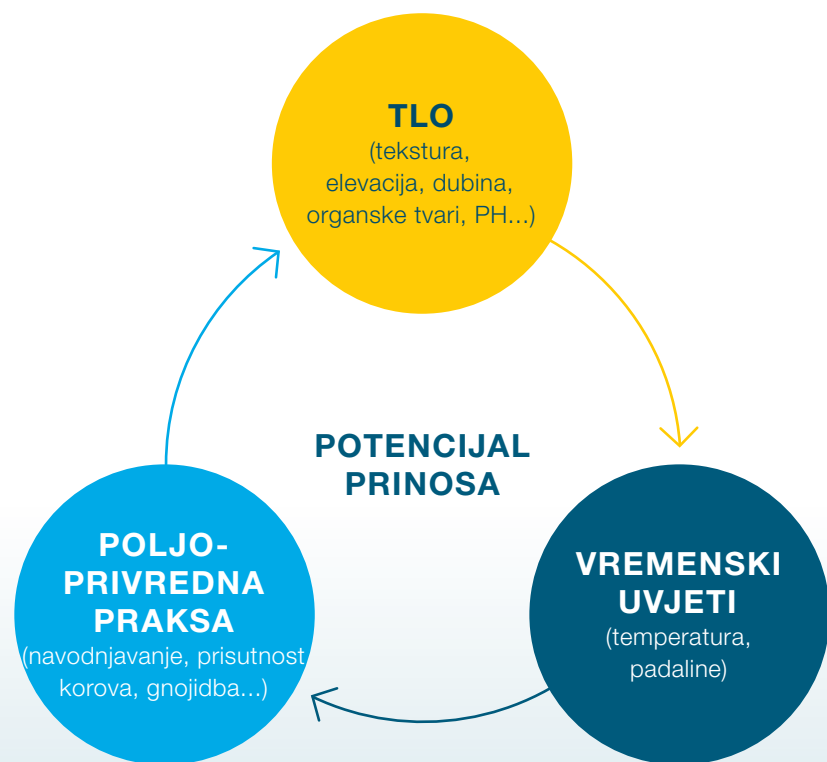 TLO
(tekstura,
elevacija, dubina,
organske tvari, PH...)
POTENCIJAL
PRINOSA
POLJO-
PRIVREDNA
PRAKSA
(navodnjavanje, prisutnost
korova, gnojidba...)
VREMENSKI
UVJETI
(temperatura,
padaline)